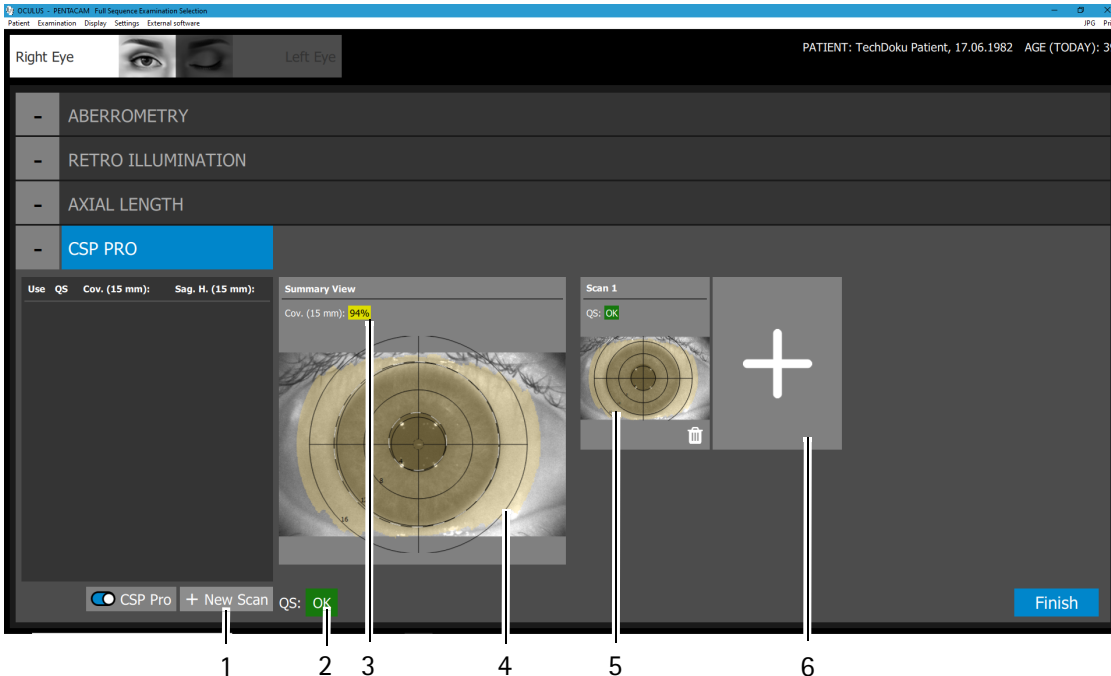 OCULUS - PENTACAM Full Sequence Examination Selection
Patient Examination Display Settings External software JPG Pri
Right Eye Left Eye PATIENT: TechDoku Patient, 17.06.1982 AGE (TODAY): 39
- ABERROMETRY
- RETRO ILLUMINATION
- AXIAL LENGTH
- CSP PRO
Use QS Cov. (15 mm): Sag. H. (15 mm):
Summary View
Cov. (15 mm): 94%
16
Scan 1
QS: OK
CSP Pro + New Scan QS: OK
Finish
1 2 3 4 5 6